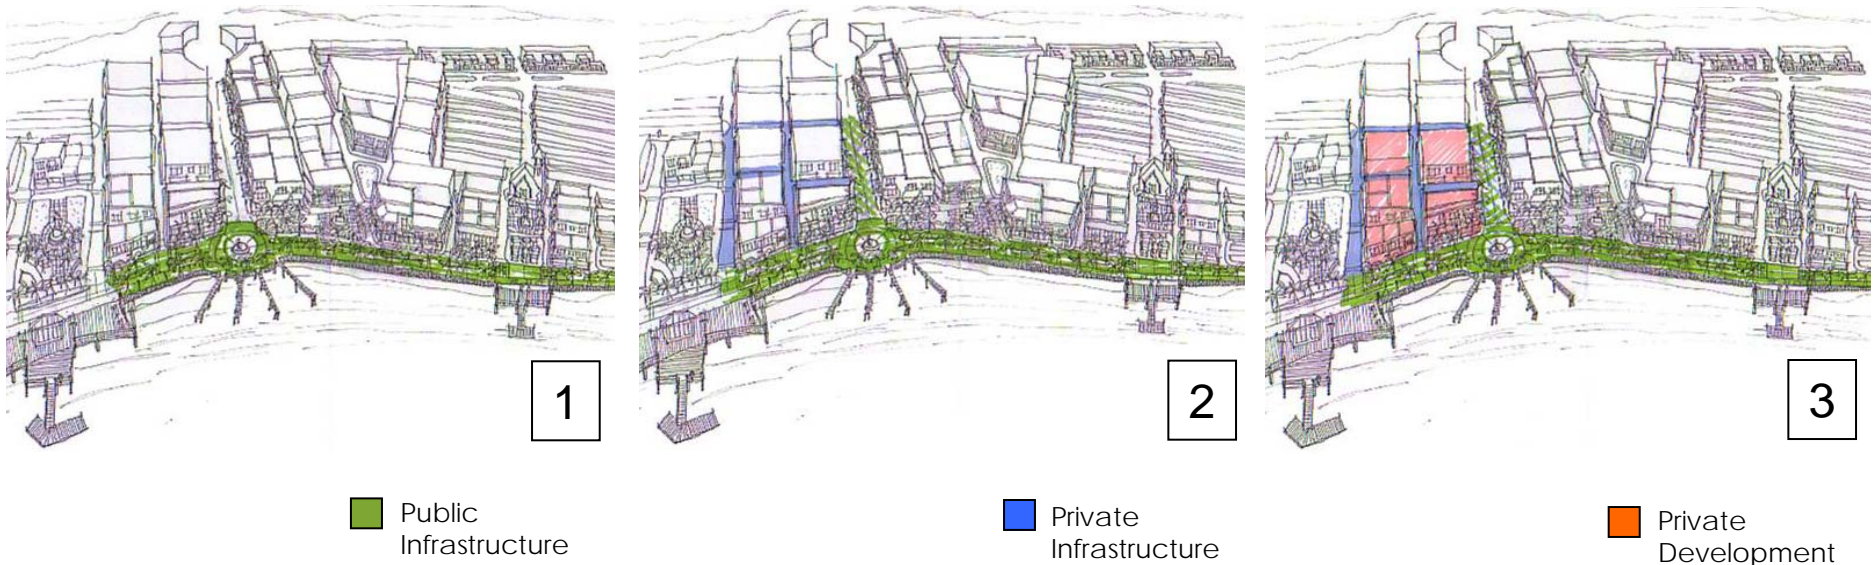 1
2
3
Public
Infrastructure
Private
Infrastructure
Private
Development